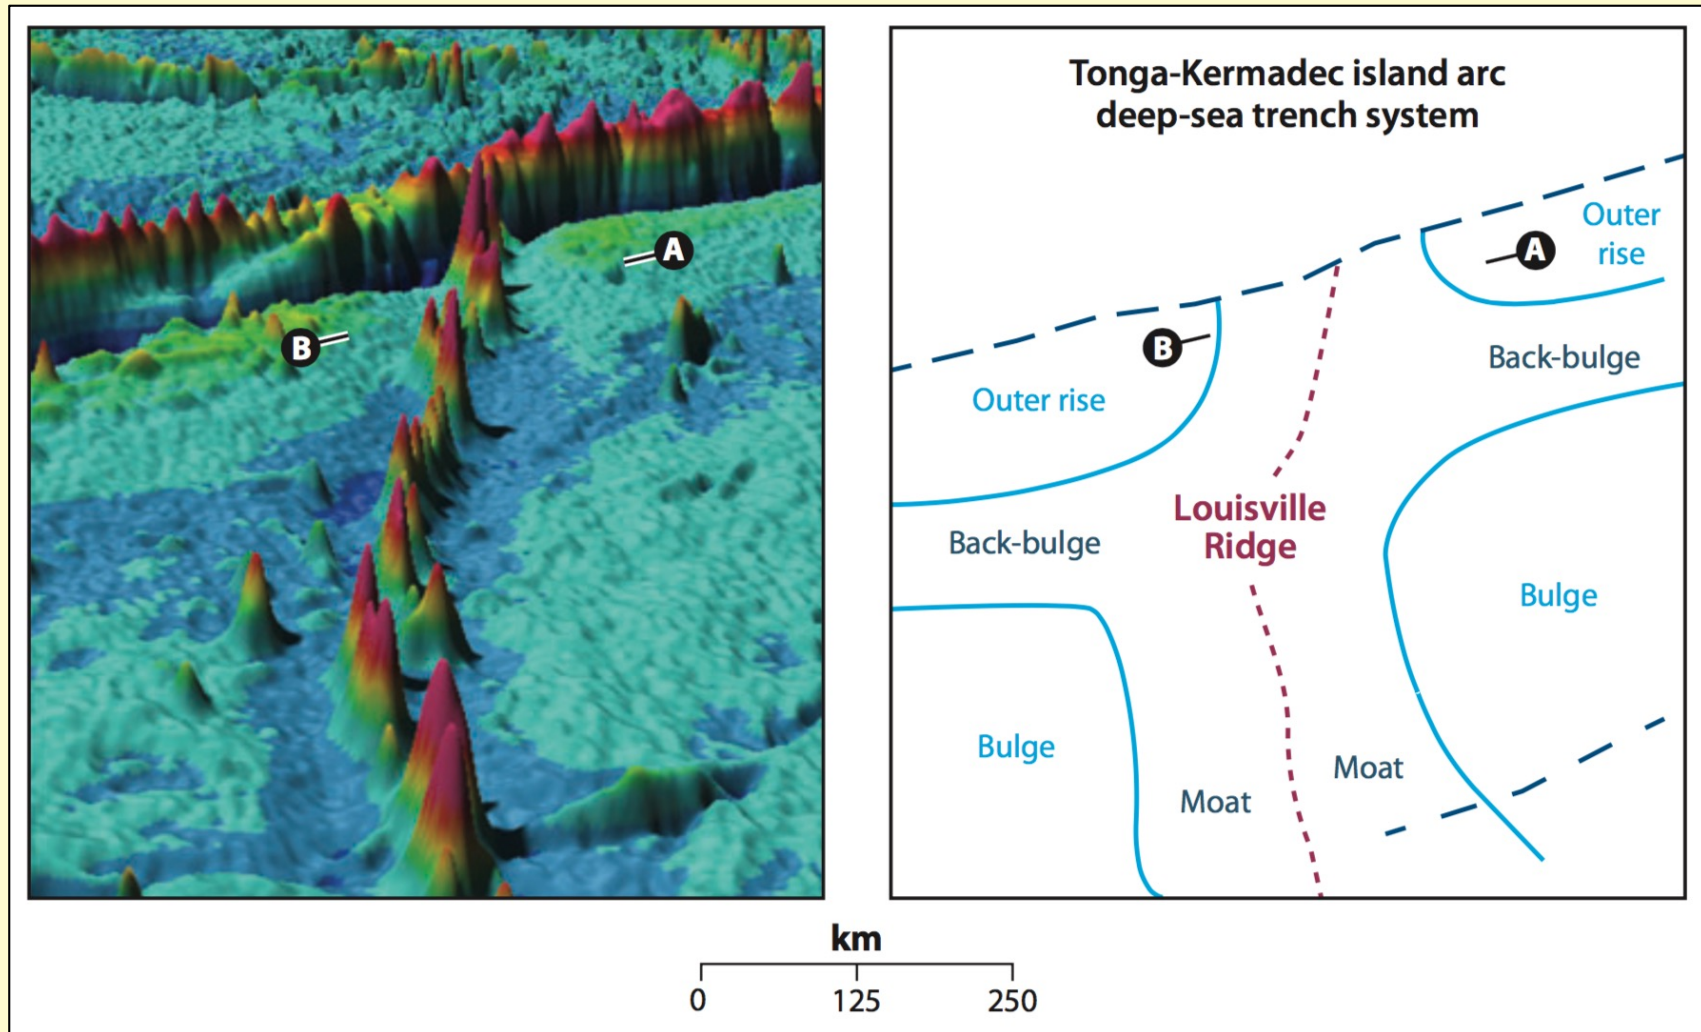 A
B
Tonga-Kermadec island arc
deep-sea trench system
Outer
rise
A
B
Back-bulge
Outer rise
Louisville
Ridge
Back-bulge
Bulge
Bulge
Moat
Moat
km
0 125 250